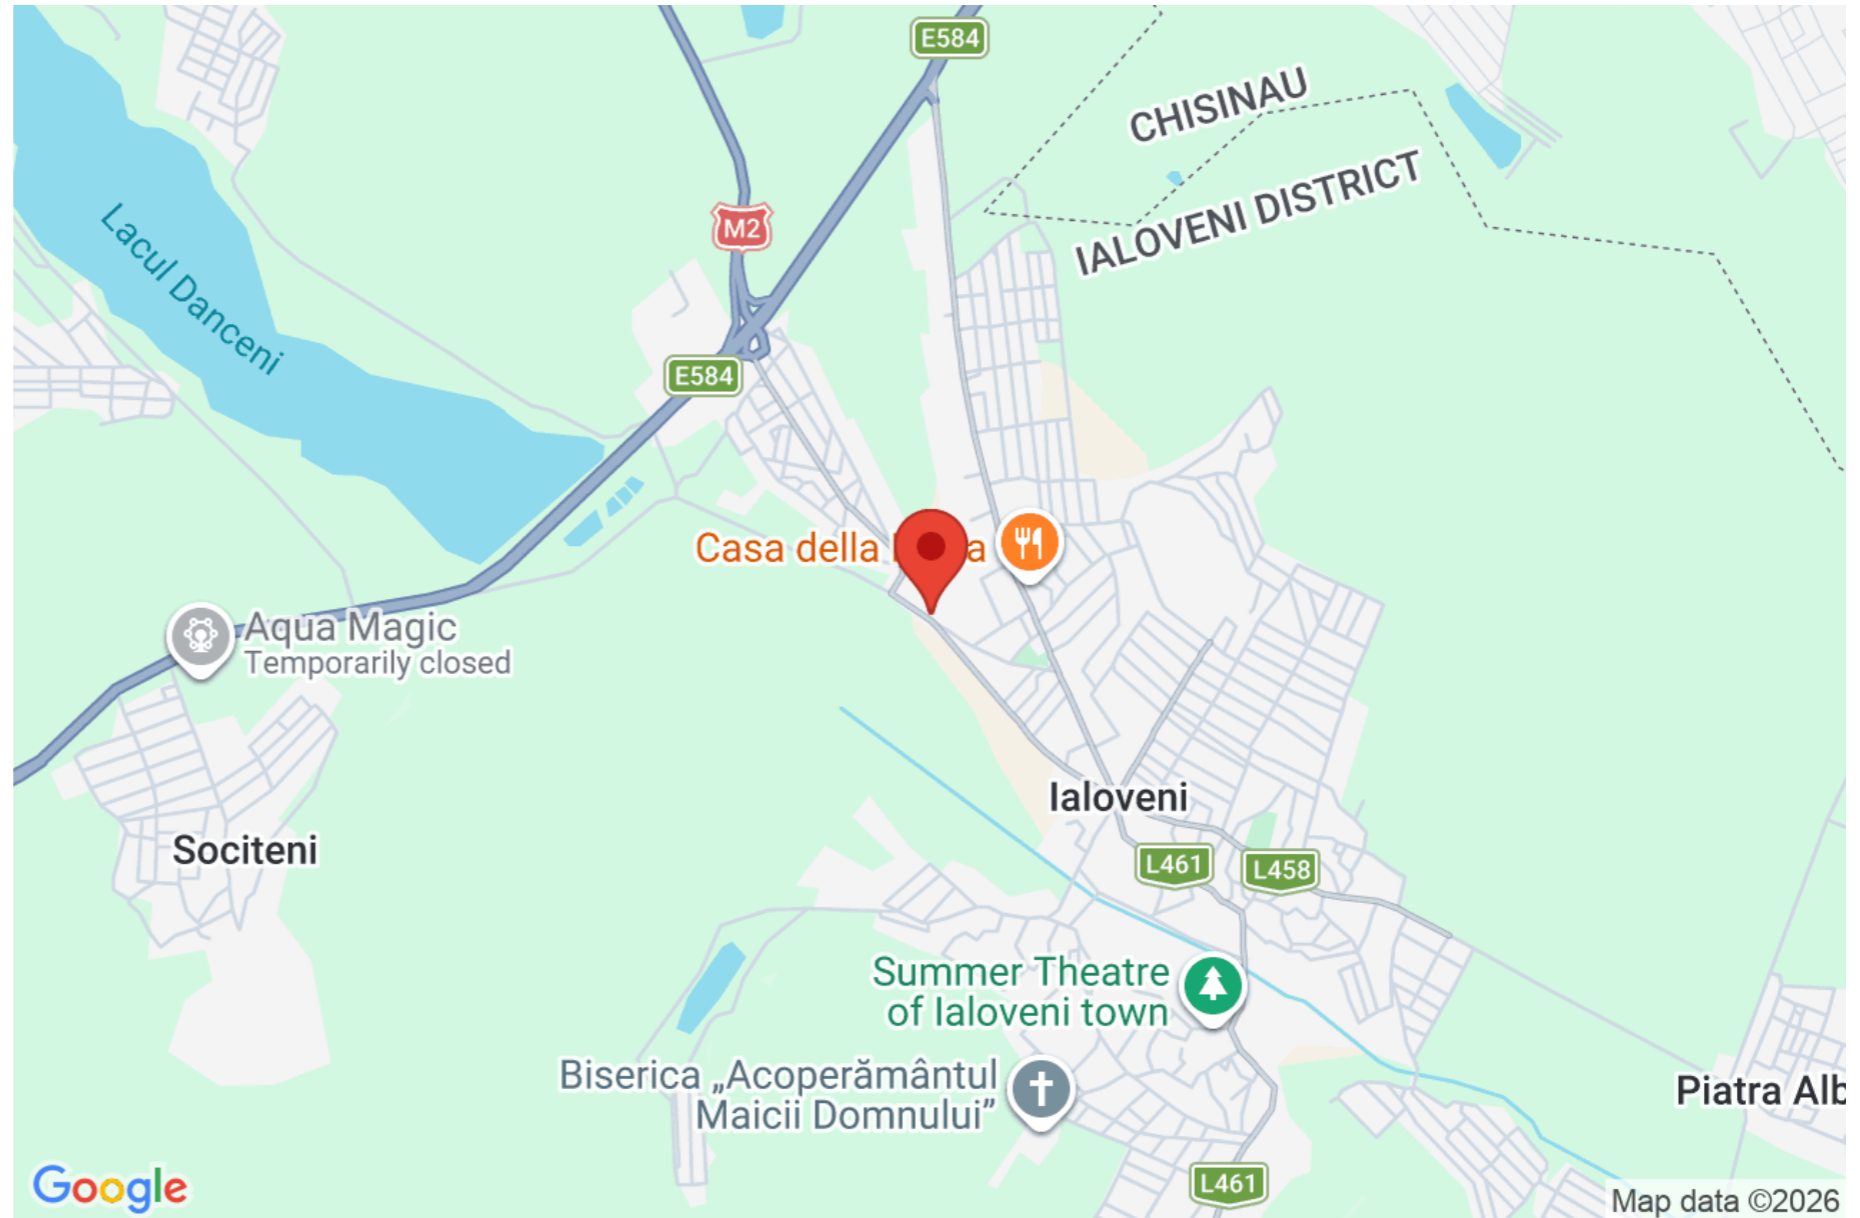 E584
CHISINAU
IALOVENI DISTRICT
M2
Lacul Danceni
E584
Casa della
Aqua Magic
Temporarily closed
Ialoveni
Sociteni
L461
L458
Summer Theatre
of Ialoveni town
Biserica „Acoperământul
Maicii Domnului”
Piatra Alb
L461
Google
Map data ©2026